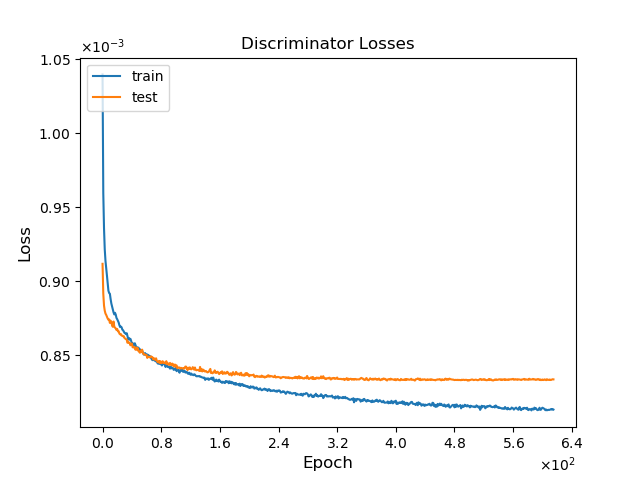 Discriminator Losses
×10⁻³
1.05
1.00
0.95
0.90
0.85
Loss
train
test
0.0 0.8 1.6 2.4 3.2 4.0 4.8 5.6 6.4
Epoch
×10²